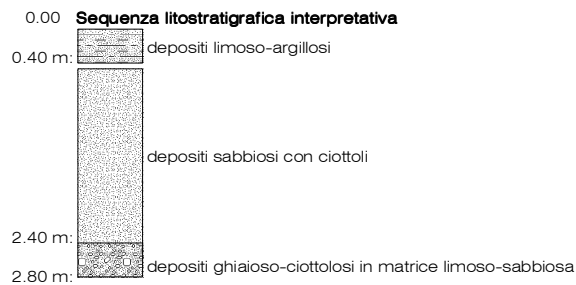 0.00 Sequenza litostratigrafica interpretativa
depositi limoso-argillosi
0.40 m:
depositi sabbiosi con ciottoli
2.40 m:
depositi ghiaioso-ciottolosi in matrice limoso-sabbiosa
2.80 m: